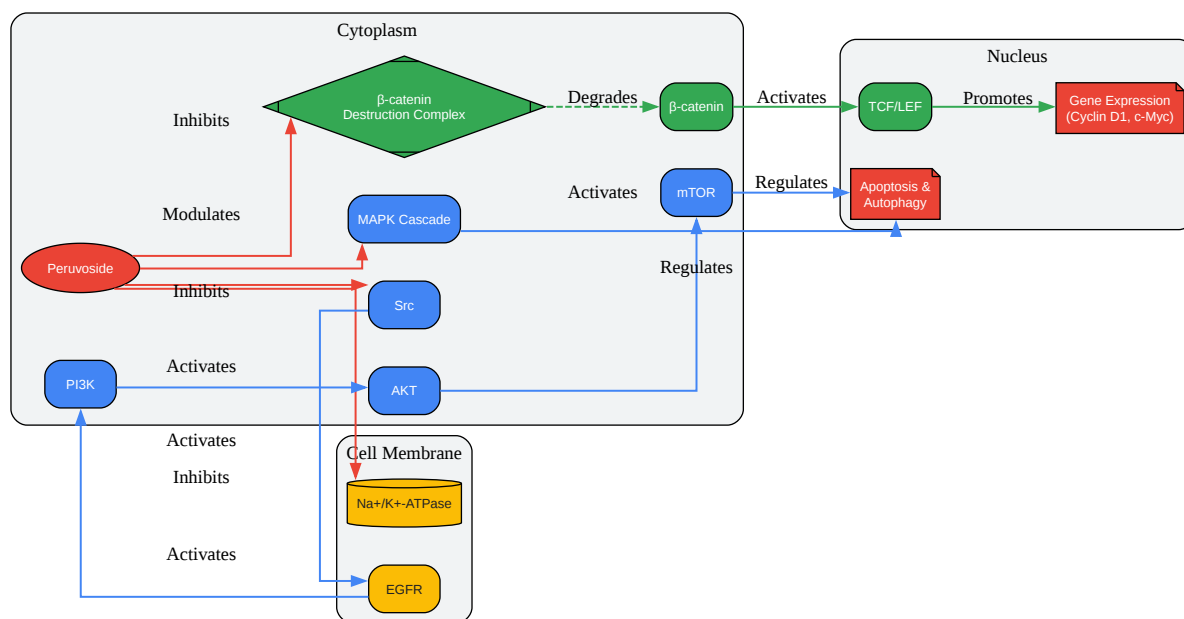 Cytoplasm
Nucleus
β-catenin
Destruction Complex
Degrades
β-catenin
Activates
TCF/LEF
Promotes
Gene Expression
(Cyclin D1, c-Myc)
Inhibits
Modulates
MAPK Cascade
Activates
mTOR
Regulates
Apoptosis &
Autophagy
Peruvoside
Inhibits
Regulates
Src
PI3K
Activates
AKT
Activates
Cell Membrane
Inhibits
Na+/K+-ATPase
Activates
EGFR